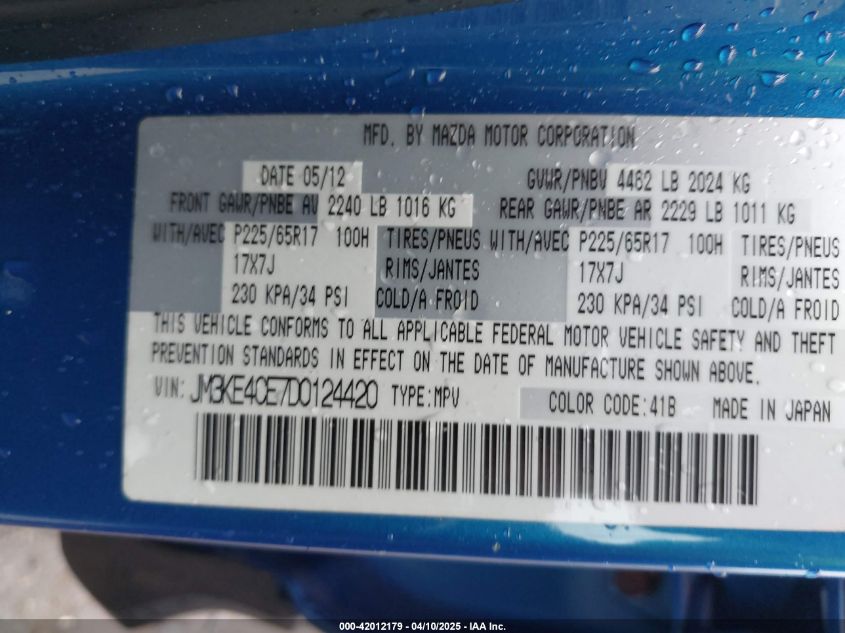 MFD. BY MAZDA MOTOR CORPORATION
DATE 05/12 GVWR/PNBV 4462 LB 2024 KG
FRONT GAWR/PNBE AV 2240 LB 1016 KG REAR GAWR/PNBE AR 2229 LB 1011 KG
WITH/AVEC P225/65R17 100H TIRES/PNEUS WITH/AVEC P225/65R17 100H TIRES/PNEUS
17X7J RIMS/JANTES 17X7J RIMS/JANTES
230 KPA/34 PSI COLD/A FROID 230 KPA/34 PSI COLD/A FROID
THIS VEHICLE CONFORMS TO ALL APPLICABLE FEDERAL MOTOR VEHICLE SAFETY AND THEFT
PREVENTION STANDARDS IN EFFECT ON THE DATE OF MANUFACTURE SHOWN ABOVE.
VIN: JM3KE4CE7D0124420 TYPE:MPV COLOR CODE:41B MADE IN JAPAN
000-42012179 - 04/10/2025 - IAA Inc.